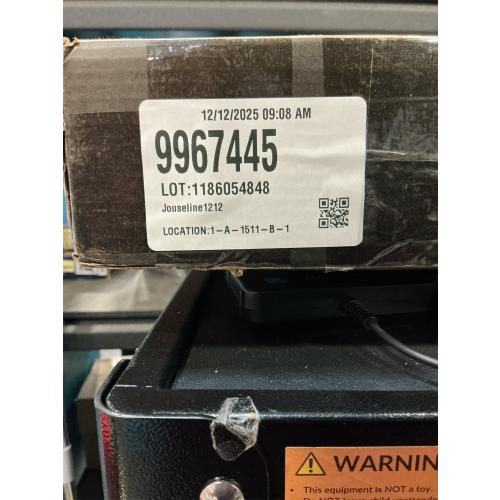 12/12/2025 09:08 AM
9967445
LOT:1186054848
Jouseline1212
LOCATION:1-A-1511-B-1
WARNIN
• This equipment is NOT a toy.